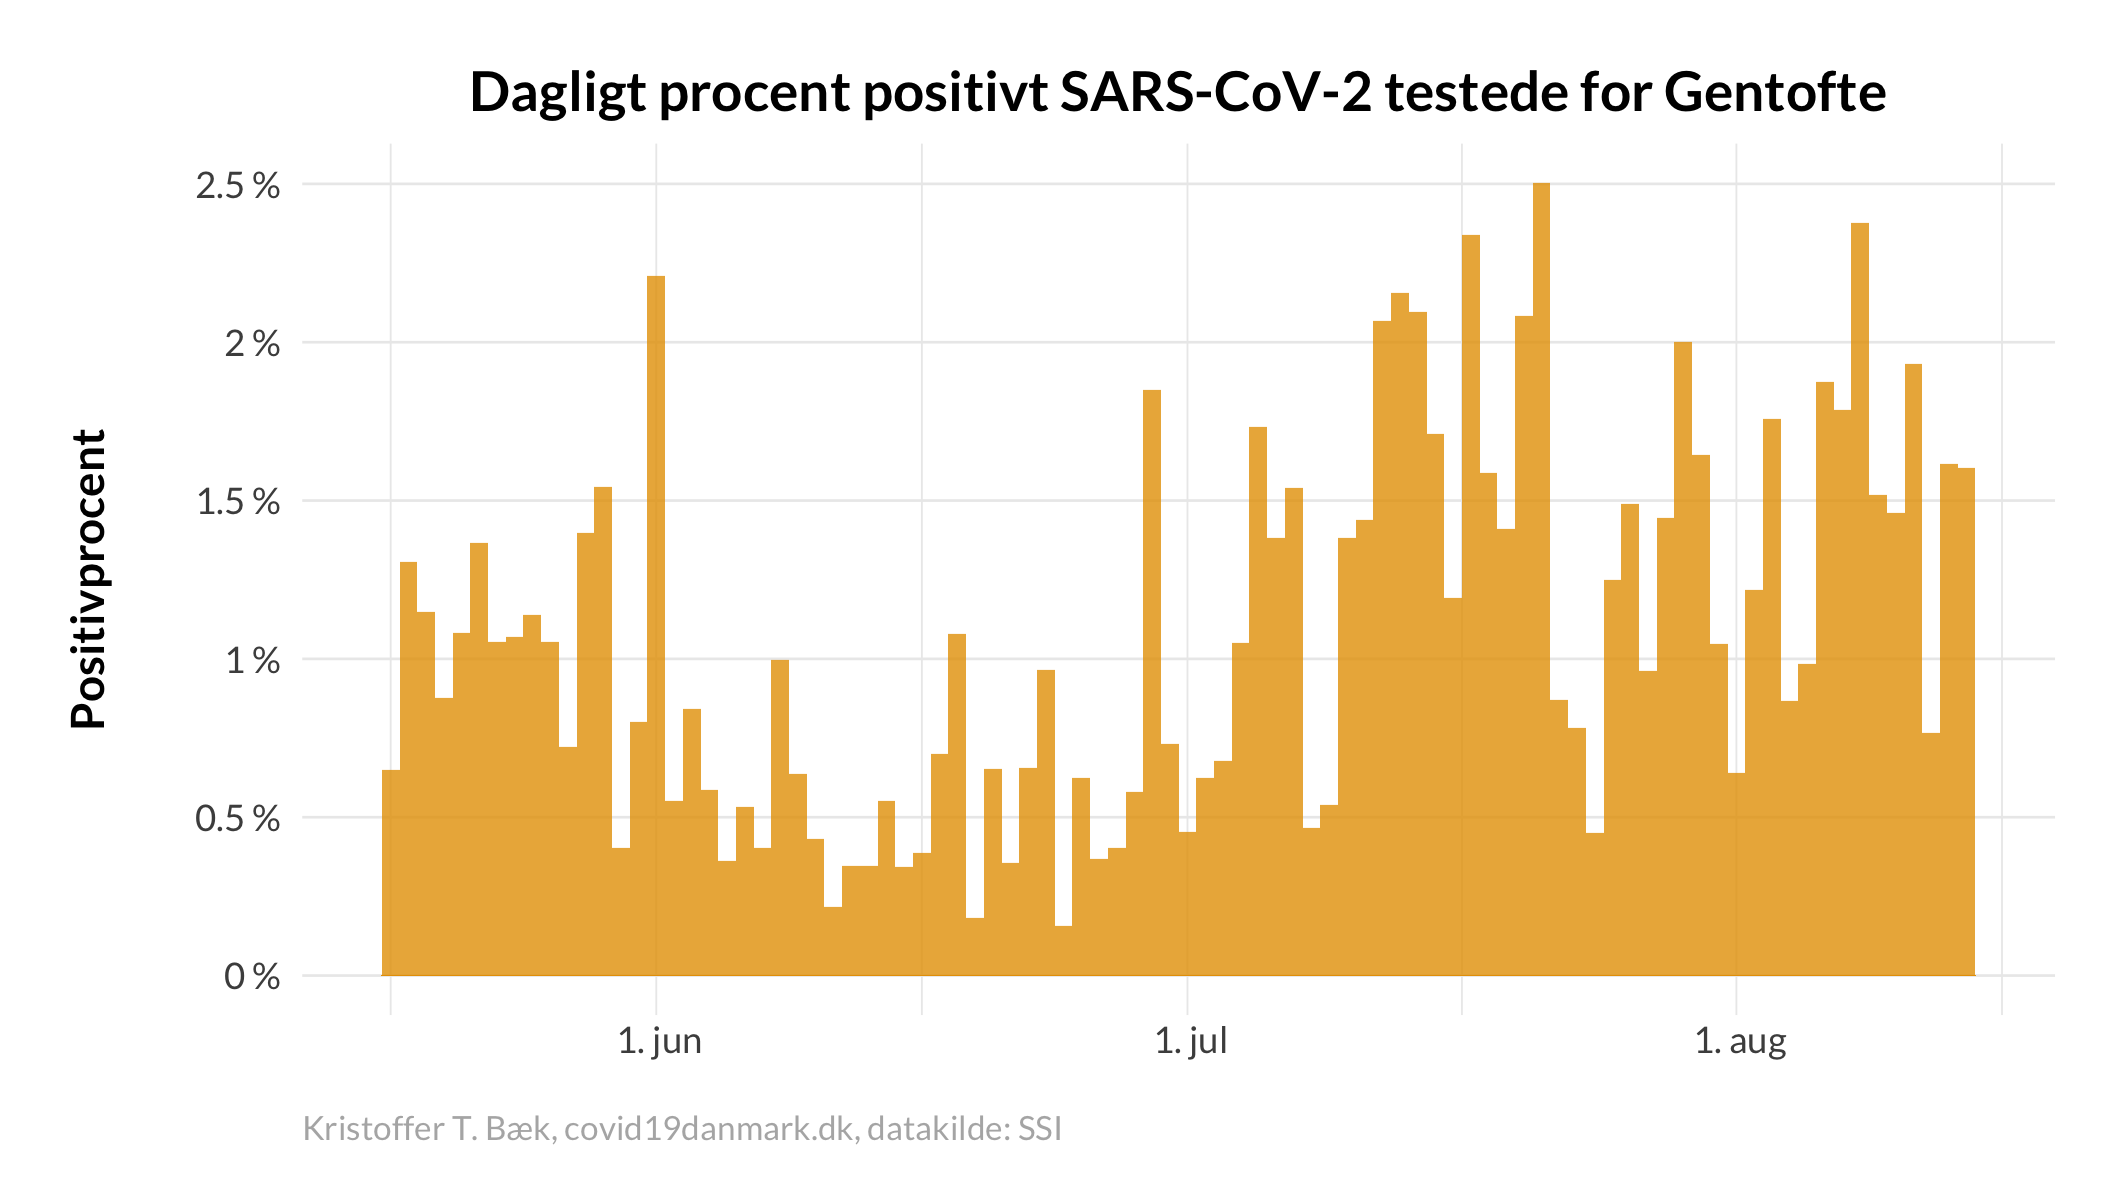 Dagligt procent positivt SARS-CoV-2 testede for Gentofte
Positivprocent
2.5 %
2 %
1.5 %
1 %
0.5 %
0 %
1. jun
1. jul
1. aug
Kristoffer T. Bæk, covid19danmark.dk, datakilde: SSI